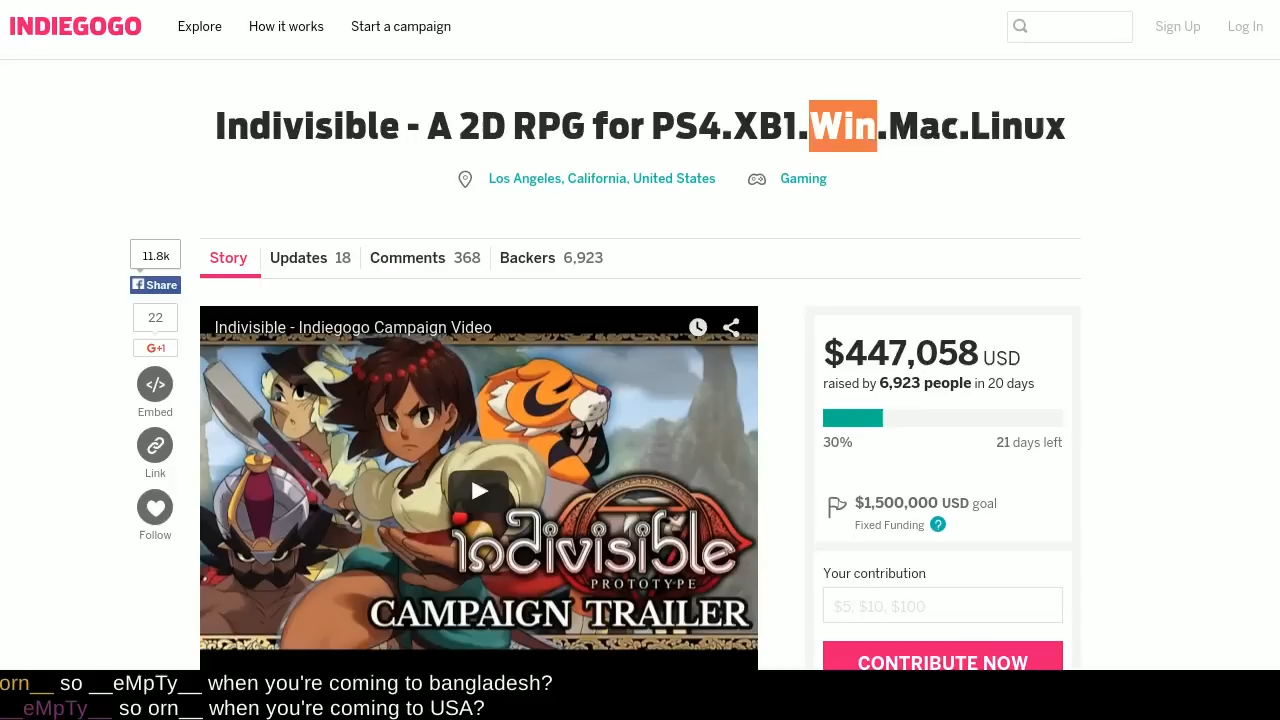 INDIEGOGO Explore How it works Start a campaign Sign Up Log In
Indivisible - A 2D RPG for PS4.XB1.Win.Mac.Linux
Los Angeles, California, United States Gaming
11.8k
Share
22
G+1
Embed
Link
Follow
Story Updates 18 Comments 368 Backers 6,923
Indivisible - Indiegogo Campaign Video
indivisible
PROTOTYPE
CAMPAIGN TRAILER
$447,058 USD
raised by 6,923 people in 20 days
30% 21 days left
$1,500,000 USD goal
Fixed Funding ?
Your contribution
$5, $10, $100
CONTRIBUTE NOW
orn__ so __eMpTy__ when you're coming to bangladesh?
__eMpTy__ so orn__ when you're coming to USA?